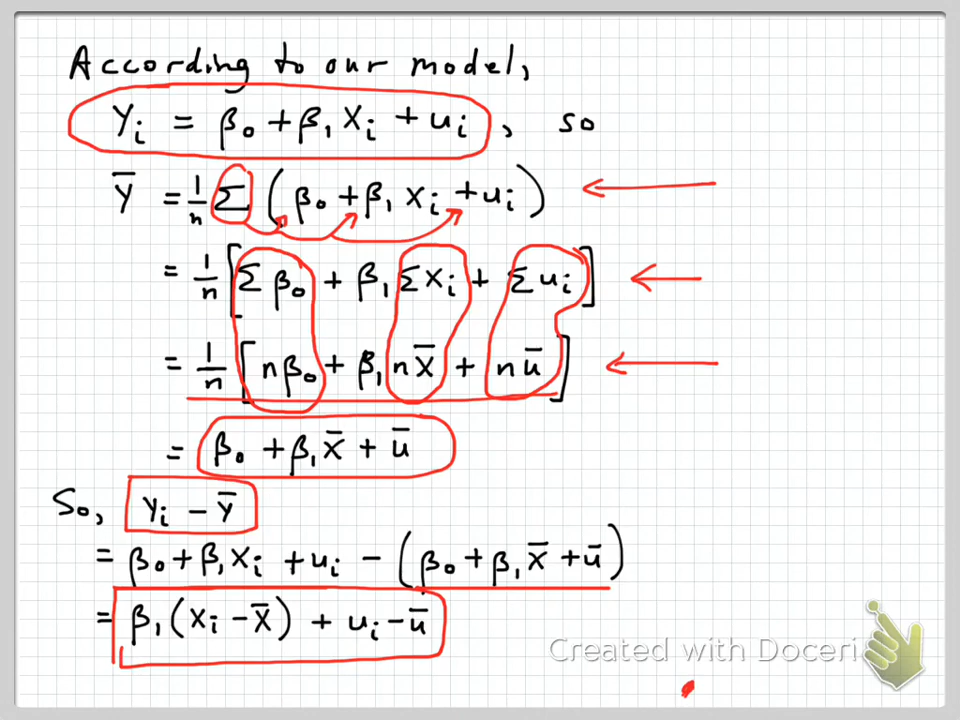 According to our model,
Yᵢ = β₀ + β₁ Xᵢ + uᵢ , so
Ȳ = 1/n Σ (β₀ + β₁ Xᵢ + uᵢ)
= 1/n [Σ β₀ + β₁ Σ Xᵢ + Σ uᵢ]
= 1/n [nβ₀ + β₁ n X̄ + n ū]
= β₀ + β₁ X̄ + ū
So, Yᵢ − Ȳ
= β₀ + β₁ Xᵢ + uᵢ − (β₀ + β₁ X̄ + ū)
= β₁ (Xᵢ − X̄) + uᵢ − ū
Created with Doceri